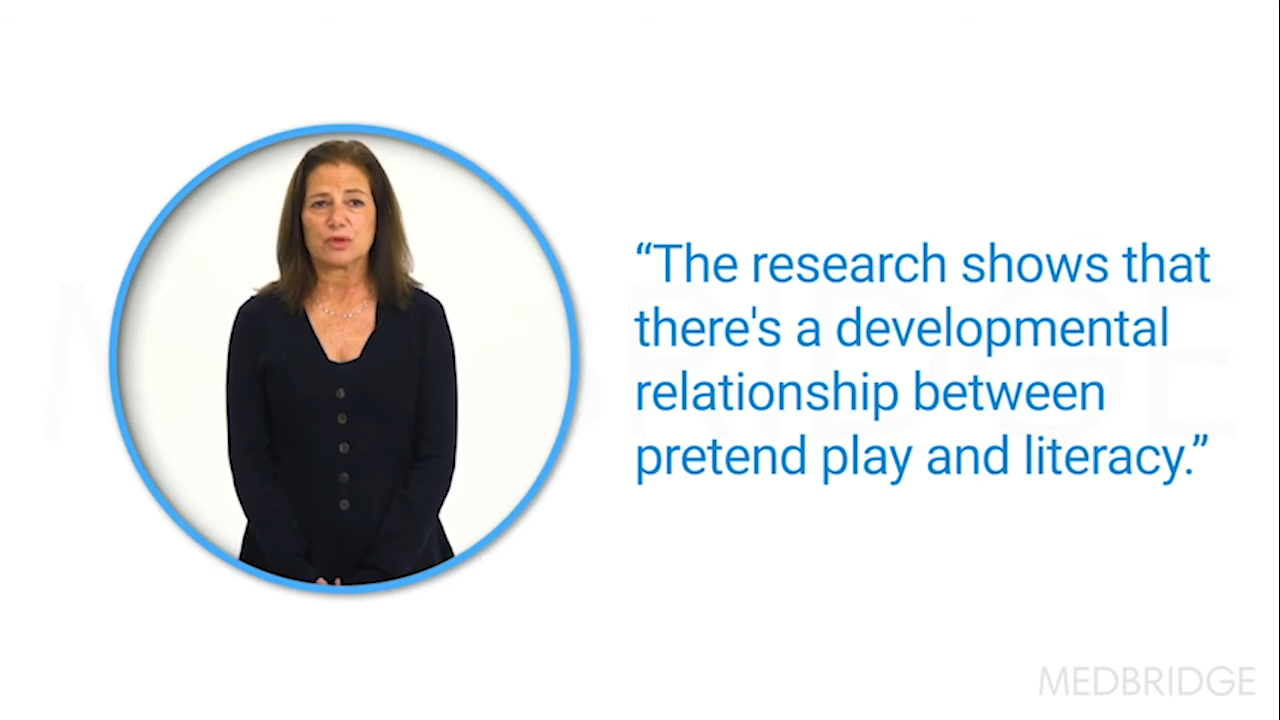 “The research shows that
there's a developmental
relationship between
pretend play and literacy.”
MEDBRIDGE